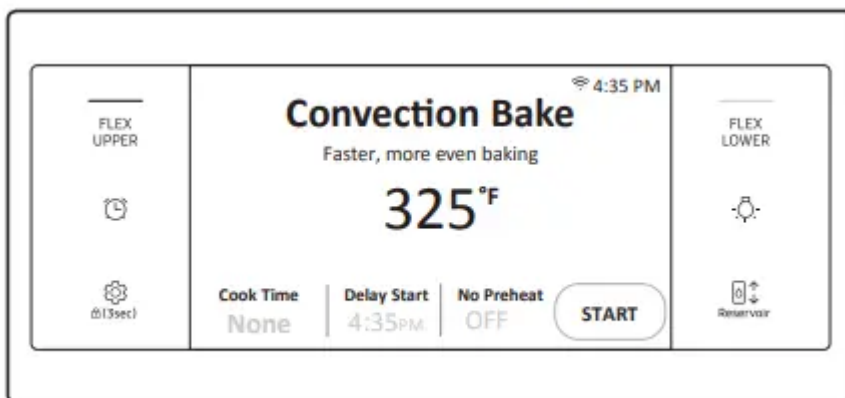 4:35 PM
FLEX
UPPER
Convection Bake
FLEX
LOWER
Faster, more even baking
325°F
(3sec)
Cook Time
None
Delay Start
4:35PM
No Preheat
OFF
START
Reservoir